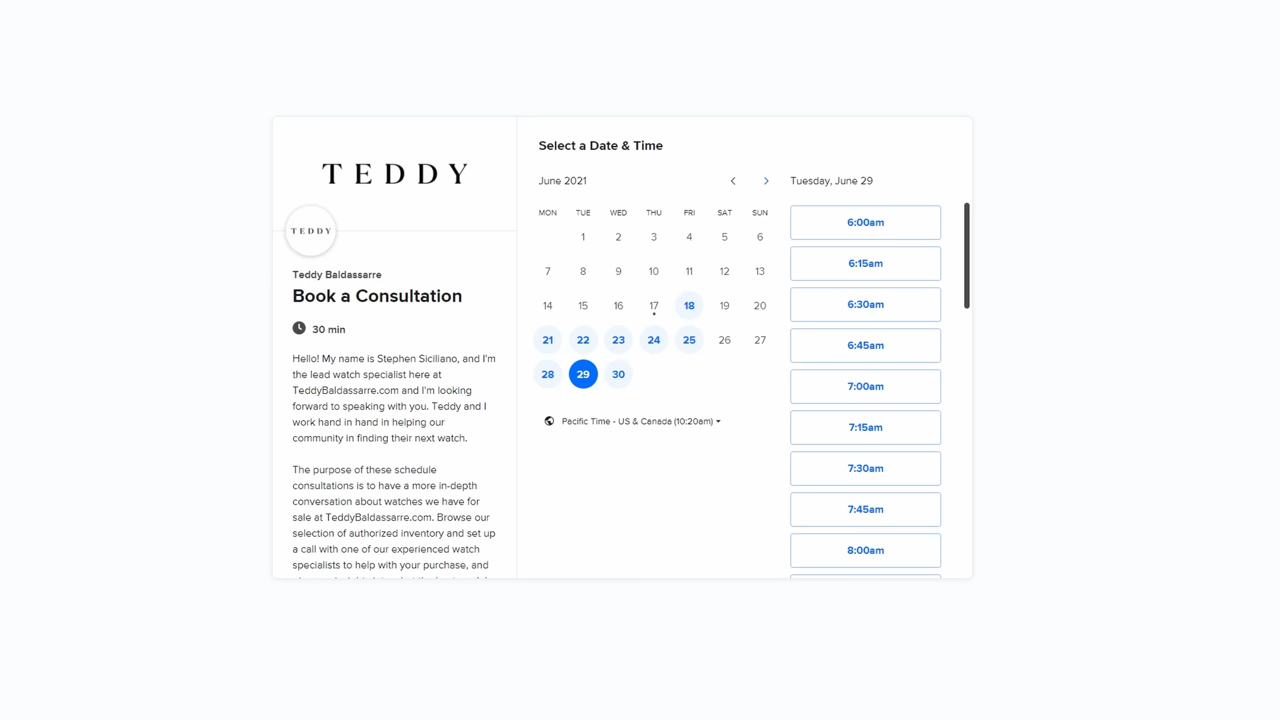 TEDDY
TEDDY
Teddy Baldassarre
Book a Consultation
30 min
Hello! My name is Stephen Siciliano, and I'm
the lead watch specialist here at
TeddyBaldassarre.com and I'm looking
forward to speaking with you. Teddy and I
work hand in hand in helping our
community in finding their next watch.
The purpose of these schedule
consultations is to have a more in-depth
conversation about watches we have for
sale at TeddyBaldassarre.com. Browse our
selection of authorized inventory and set up
a call with one of our experienced watch
specialists to help with your purchase, and
Select a Date & Time
June 2021
MON TUE WED THU FRI SAT SUN
1 2 3 4 5 6
7 8 9 10 11 12 13
14 15 16 17 18 19 20
21 22 23 24 25 26 27
28 29 30
Pacific Time - US & Canada (10:20am)
Tuesday, June 29
6:00am
6:15am
6:30am
6:45am
7:00am
7:15am
7:30am
7:45am
8:00am